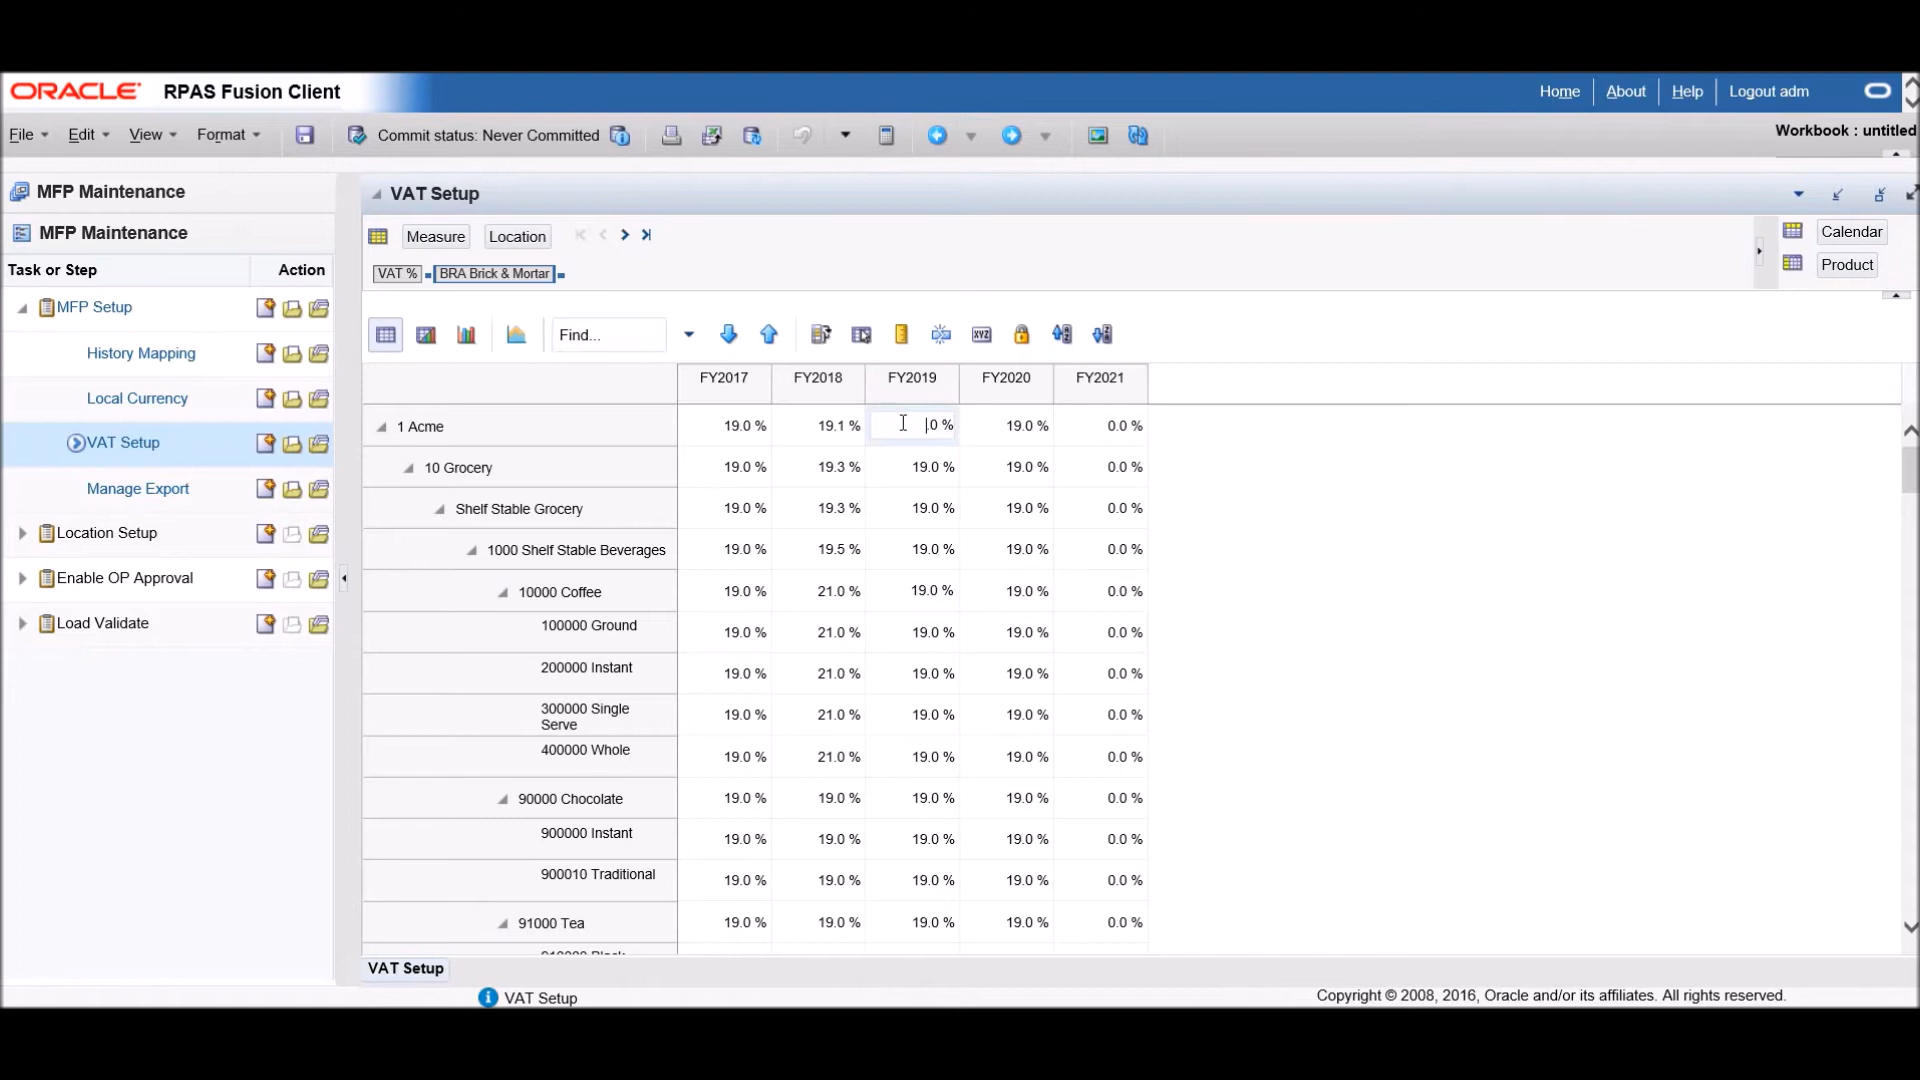 ORACLE RPAS Fusion Client Home About Help Logout adm
File Edit View Format Commit status: Never Committed Workbook : untitled
MFP Maintenance
MFP Maintenance
Task or Step Action
MFP Setup
History Mapping
Local Currency
VAT Setup
Manage Export
Location Setup
Enable OP Approval
Load Validate
VAT Setup
Measure Location
VAT % BRA Brick & Mortar
Calendar
Product
Find...
FY2017 FY2018 FY2019 FY2020 FY2021
1 Acme 19.0 % 19.1 % .0 % 19.0 % 0.0 %
10 Grocery 19.0 % 19.3 % 19.0 % 19.0 % 0.0 %
Shelf Stable Grocery 19.0 % 19.3 % 19.0 % 19.0 % 0.0 %
1000 Shelf Stable Beverages 19.0 % 19.5 % 19.0 % 19.0 % 0.0 %
10000 Coffee 19.0 % 21.0 % 19.0 % 19.0 % 0.0 %
100000 Ground 19.0 % 21.0 % 19.0 % 19.0 % 0.0 %
200000 Instant 19.0 % 21.0 % 19.0 % 19.0 % 0.0 %
300000 Single
Serve 19.0 % 21.0 % 19.0 % 19.0 % 0.0 %
400000 Whole 19.0 % 21.0 % 19.0 % 19.0 % 0.0 %
90000 Chocolate 19.0 % 19.0 % 19.0 % 19.0 % 0.0 %
900000 Instant 19.0 % 19.0 % 19.0 % 19.0 % 0.0 %
900010 Traditional 19.0 % 19.0 % 19.0 % 19.0 % 0.0 %
91000 Tea 19.0 % 19.0 % 19.0 % 19.0 % 0.0 %
VAT Setup
VAT Setup
Copyright © 2008, 2016, Oracle and/or its affiliates. All rights reserved.